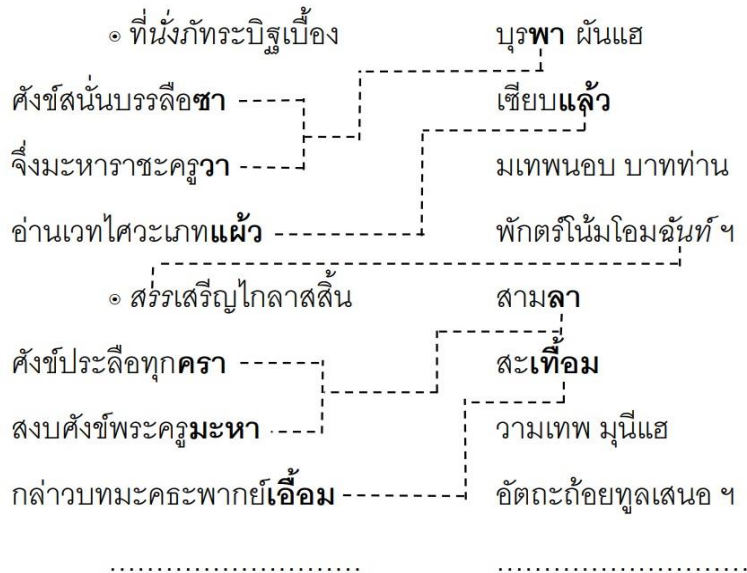 ๏ ที่นั่งภัทระบิฐเบื้อง บุรพา ผันแฮ
ศังข์สนั่นบรรลือซา เซียบแล้ว
จึ่งมะหาราชะครูวา มเทพนอบ บาทท่าน
อ่านเวทไศวะเภทแผ้ว พักตร์โน้มโอมฉันท์ ฯ
๏ สรรเสรีญไกลาสสิ้น สามลา
ศังข์ประลือทุกครา สะเทื้อม
สงบศังข์พระครูมะหา วามเทพ มุนีแฮ
กล่าวบทมะคธะพากย์เอื้อม อัตถะถ้อยทูลเสนอ ฯ
........................... ...........................